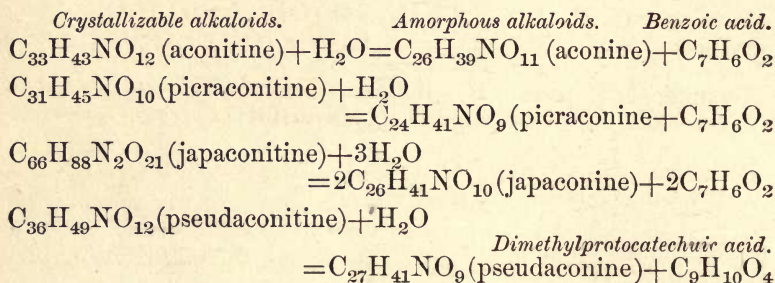 Crystallizable alkaloids. Amorphous alkaloids. Benzoic acid.
C₃₃H₄₃NO₁₂ (aconitine)+H₂O=C₂₆H₃₉NO₁₁ (aconine)+C₇H₆O₂
C₃₁H₄₅NO₁₀(picraconitine)+H₂O
=C₂₄H₄₁NO₉(picraconine+C₇H₆O₂
C₆₆H₈₈N₂O₂₁(japaconitine)+3H₂O
=2C₂₆H₄₁NO₁₀(japaconine)+2C₇H₆O₂
C₃₆H₄₉NO₁₂(pseudaconitine)+H₂O
Dimethylprotocatechuic acid.
=C₂₇H₄₁NO₉(pseudaconine)+C₉H₁₀O₄